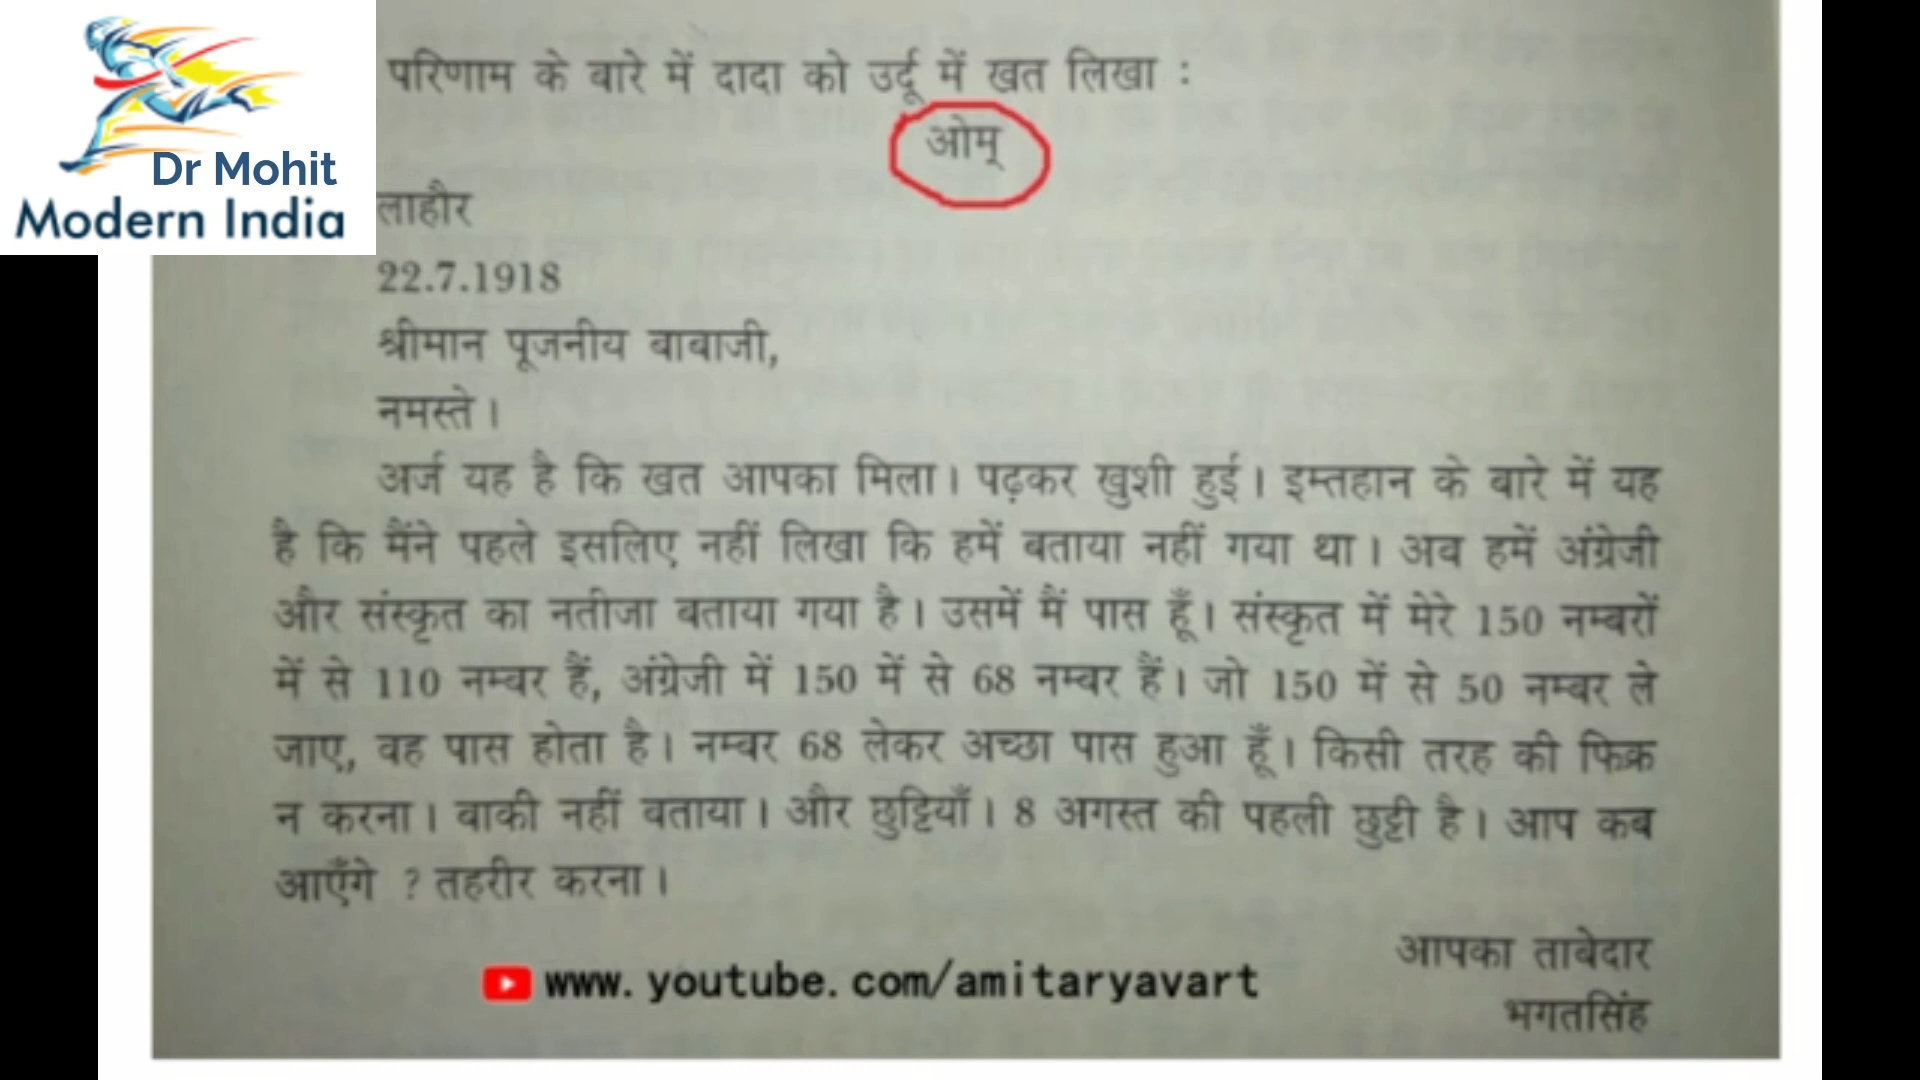 Dr Mohit
Modern India
परिणाम के बारे में दादा को उर्दू में खत लिखा :
ओम्
लाहौर
22.7.1918
श्रीमान पूजनीय बाबाजी,
नमस्ते।
अर्ज यह है कि खत आपका मिला। पढ़कर खुशी हुई। इम्तहान के बारे में यह
है कि मैंने पहले इसलिए नहीं लिखा कि हमें बताया नहीं गया था। अब हमें अंग्रेजी
और संस्कृत का नतीजा बताया गया है। उसमें मैं पास हूँ। संस्कृत में मेरे 150 नम्बरों
में से 110 नम्बर हैं, अंग्रेजी में 150 में से 68 नम्बर हैं। जो 150 में से 50 नम्बर ले
जाए, वह पास होता है। नम्बर 68 लेकर अच्छा पास हुआ हूँ। किसी तरह की फिक्र
न करना। बाकी नहीं बताया। और छुट्टियाँ। 8 अगस्त की पहली छुट्टी है। आप कब
आएँगे ? तहरीर करना।
आपका ताबेदार
भगतसिंह
www.youtube.com/amitaryavart